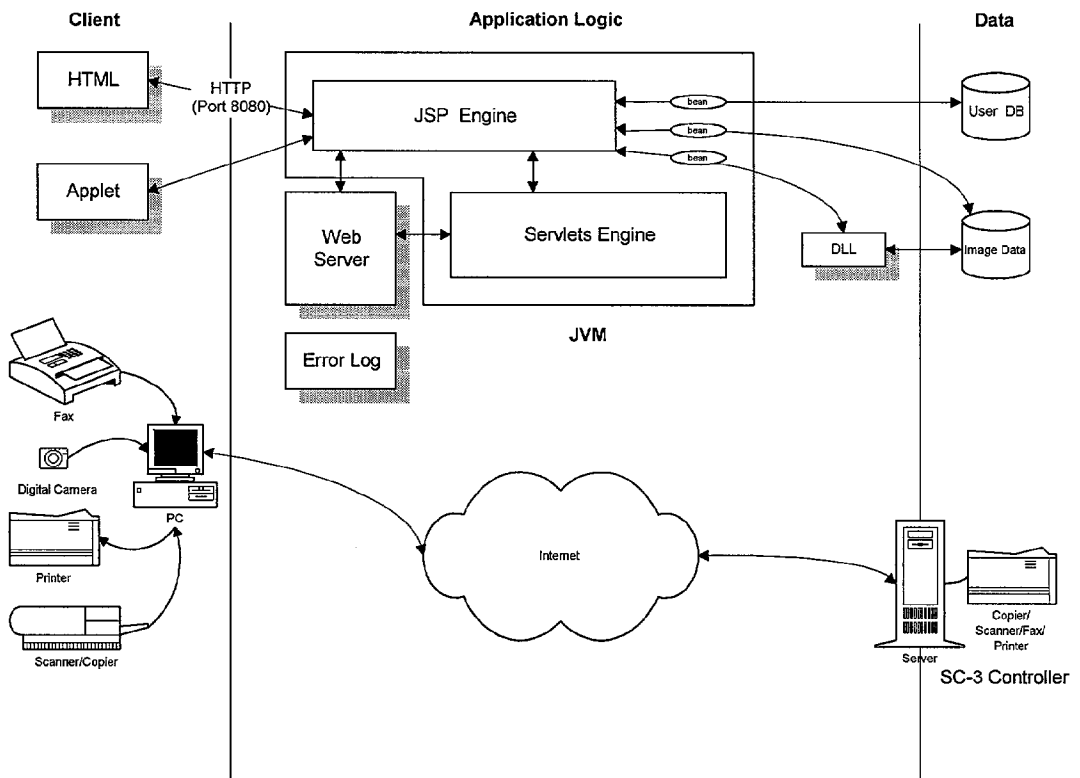 Client
Application Logic
Data
HTML
HTTP
(Port 8080)
JSP Engine
bean
bean
bean
User DB
Applet
Web
Server
Servlets Engine
DLL
Image Data
JVM
Error Log
Fax
Digital Camera
PC
Printer
Scanner/Copier
Internet
Server
Copier/
Scanner/Fax/
Printer
SC-3 Controller